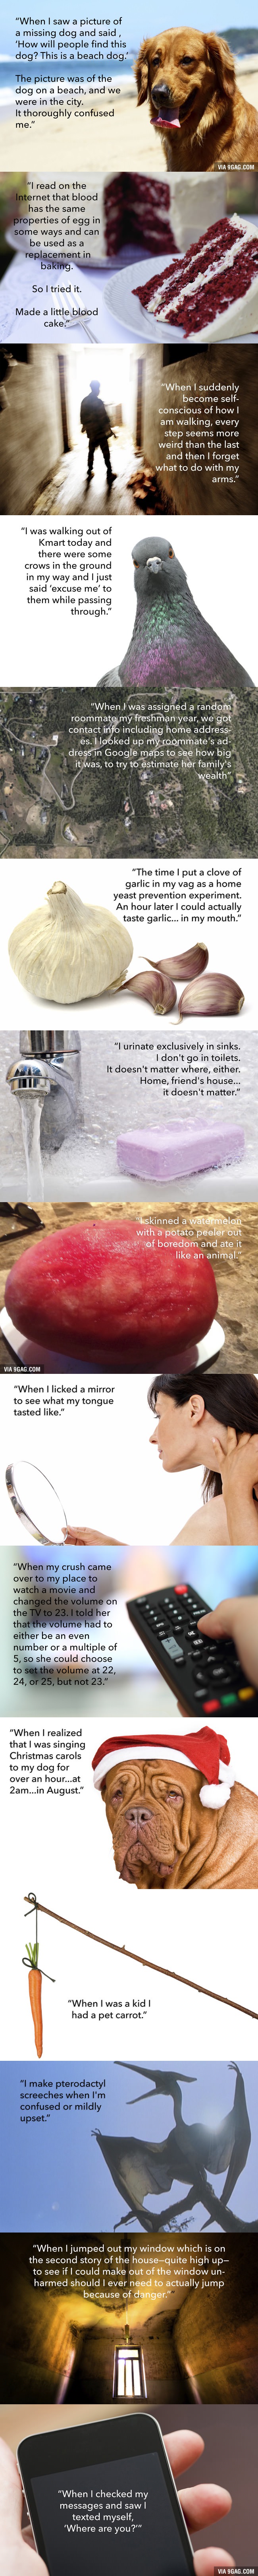 "When I saw a picture of
a missing dog and said ,
'How will people find this
dog? This is a beach dog.'
The picture was of the
dog on a beach, and we
were in the city.
It thoroughly confused
me."
VIA 9GAG.COM
"I read on the
Internet that blood
has the same
properties of egg in
some ways and can
be used as a
replacement in
baking.
So I tried it.
Made a little blood
cake."
"When I suddenly
become self-
conscious of how I
am walking, every
step seems more
weird than the last
and then I forget
what to do with my
arms."
"I was walking out of
Kmart today and
there were some
crows in the ground
in my way and I just
said 'excuse me' to
them while passing
through."
"When I was assigned a random
roommate my freshman year, we got
contact info including home address-
es. I looked up my roommate's ad-
dress in Google maps to see how big
it was, to try to estimate her family's
wealth"
"The time I put a clove of
garlic in my vag as a home
yeast prevention experiment.
An hour later I could actually
taste garlic... in my mouth."
"I urinate exclusively in sinks.
I don't go in toilets.
It doesn't matter where, either.
Home, friend's house...
it doesn't matter."
"I skinned a watermelon
with a potato peeler out
of boredom and ate it
like an animal."
VIA 9GAG.COM
"When I licked a mirror
to see what my tongue
tasted like."
"When my crush came
over to my place to
watch a movie and
changed the volume on
the TV to 23. I told her
that the volume had to
either be an even
number or a multiple of
5, so she could choose
to set the volume at 22,
24, or 25, but not 23."
"When I realized
that I was singing
Christmas carols
to my dog for
over an hour...at
2am...in August."
"When I was a kid I
had a pet carrot."
"I make pterodactyl
screeches when I'm
confused or mildly
upset."
"When I jumped out my window which is on
the second story of the house—quite high up—
to see if I could make out of the window un-
harmed should I ever need to actually jump
because of danger."
"When I checked my
messages and saw I
texted myself,
'Where are you?'"
VIA 9GAG.COM